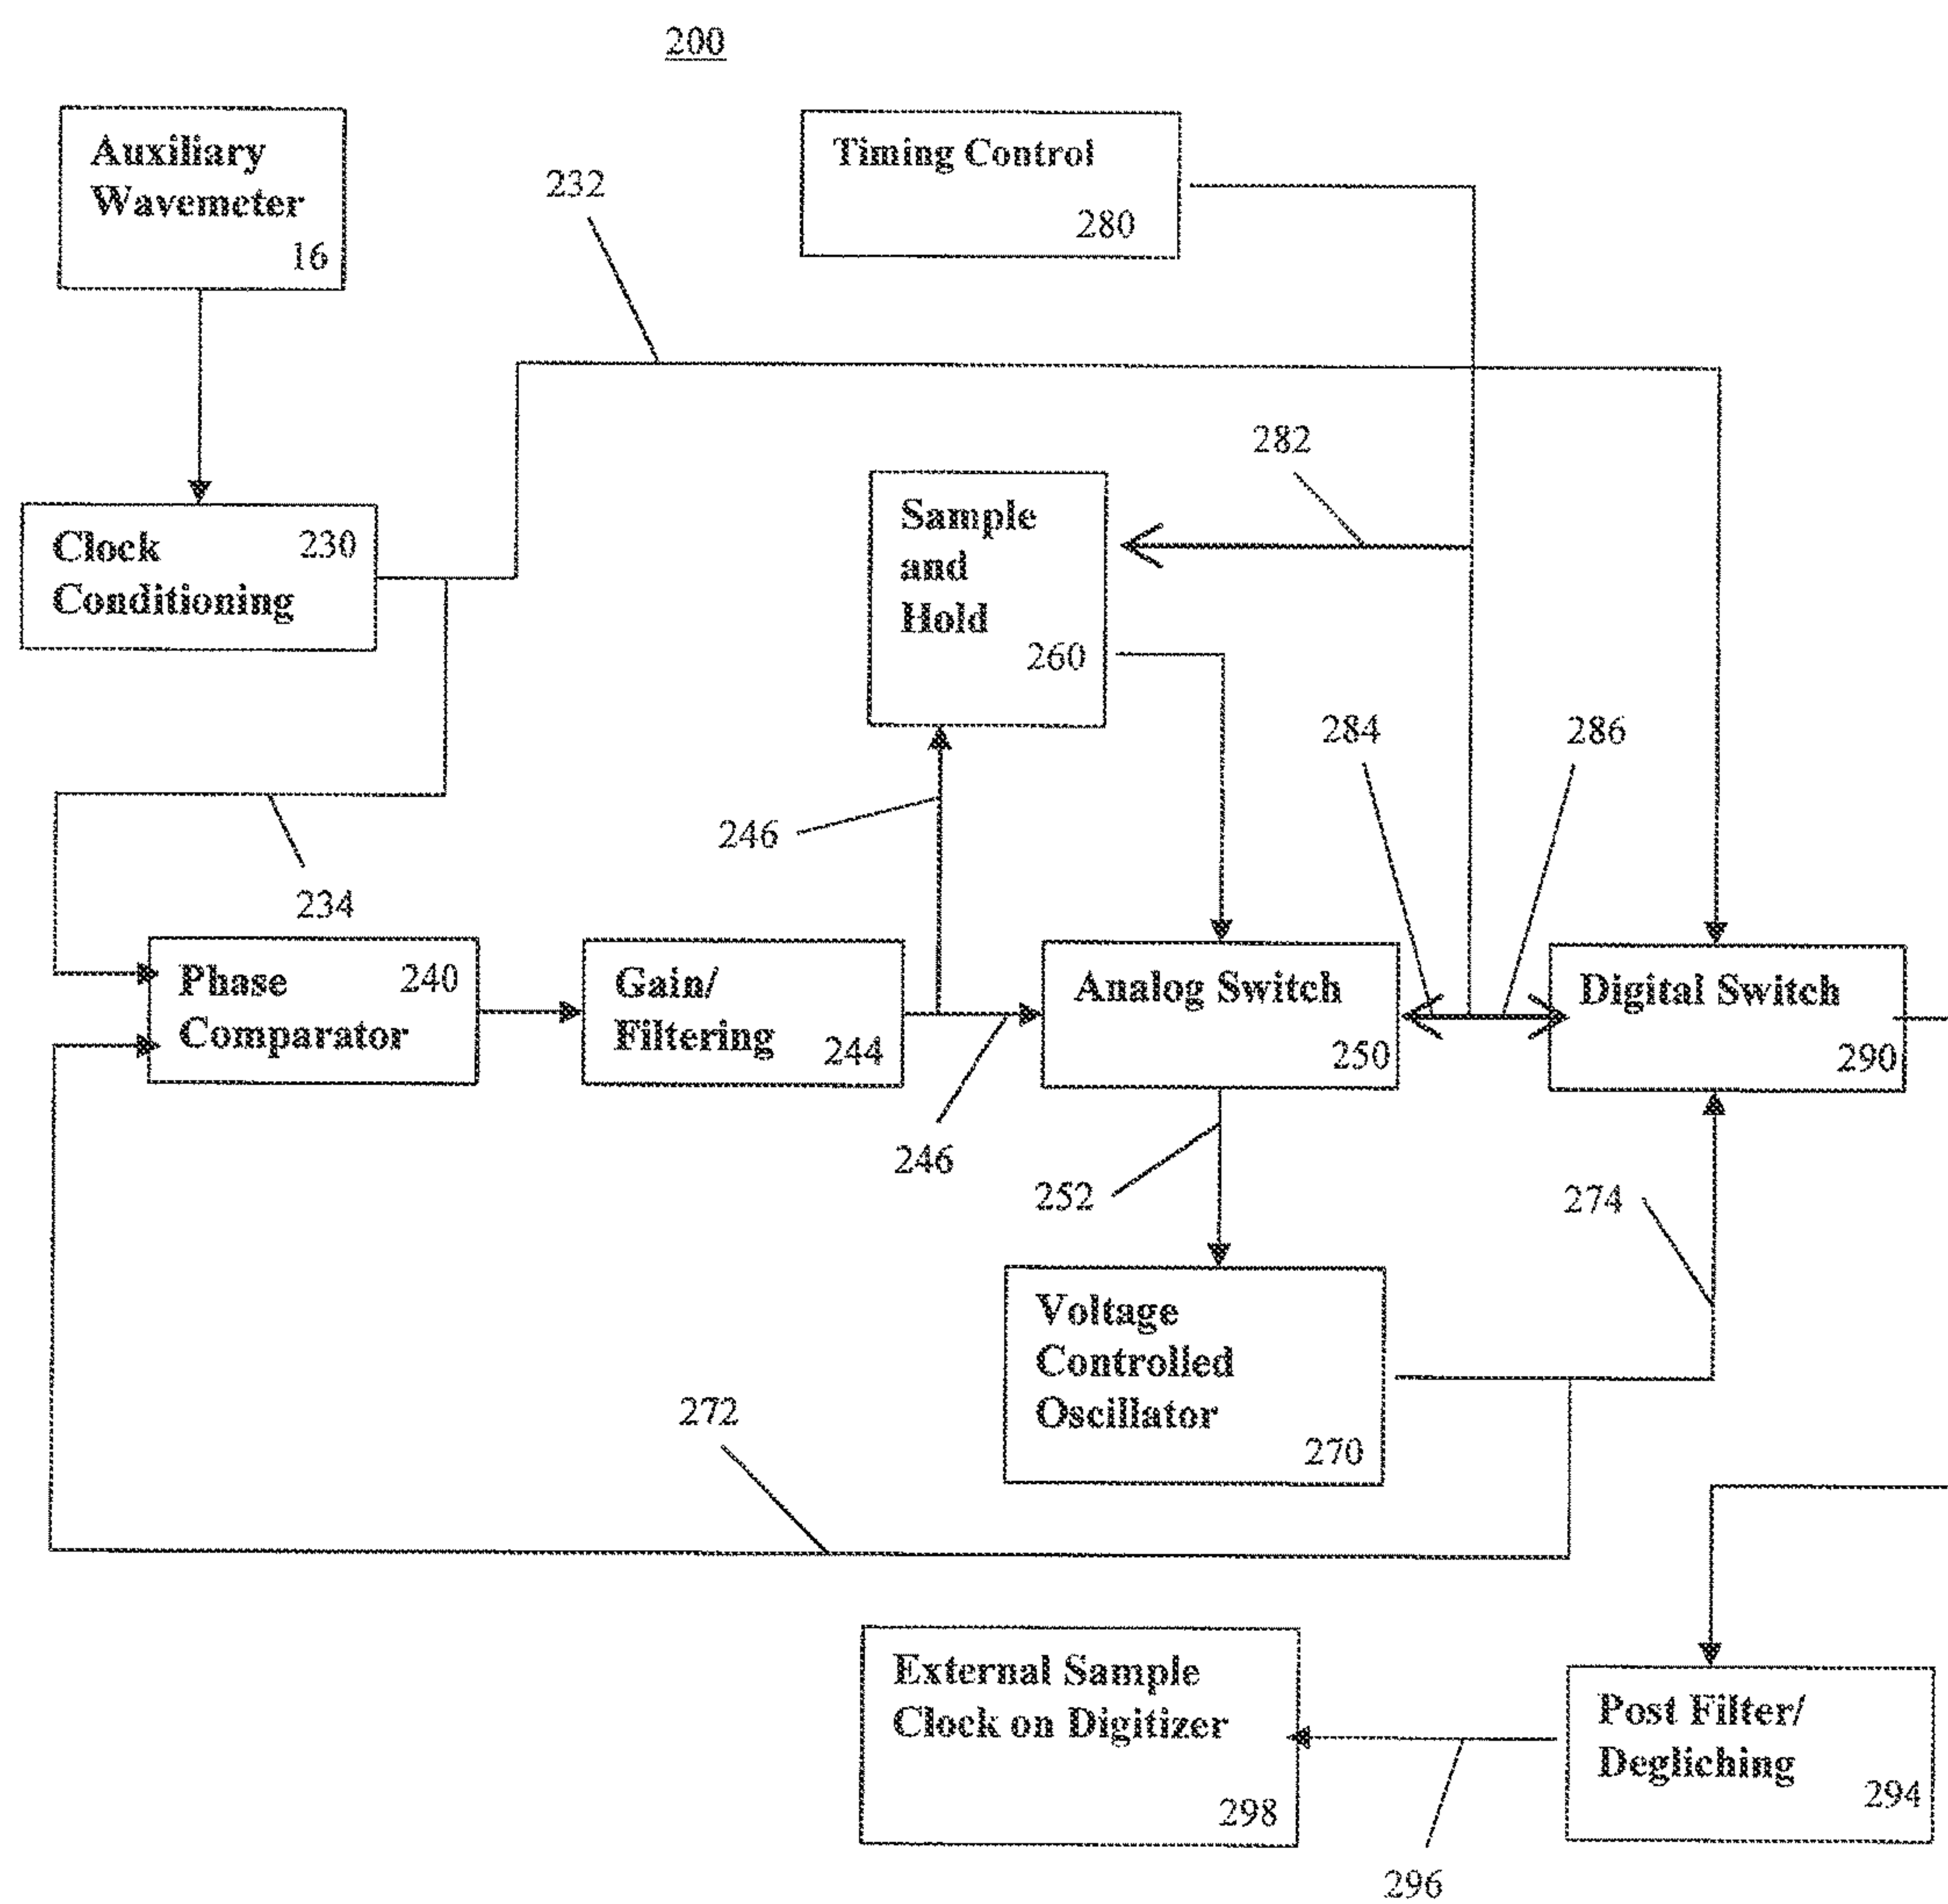 200
Auxiliary
Wavemeter
16
Timing Control
280
232
282
Clock
Conditioning
230
Sample
and
Hold
260
284
286
246
234
Phase
Comparator
240
Gain/
Filtering
244
Analog Switch
250
Digital Switch
290
246
252
274
Voltage
Controlled
Oscillator
270
272
External Sample
Clock on Digitizer
298
Post Filter/
Degliching
294
296